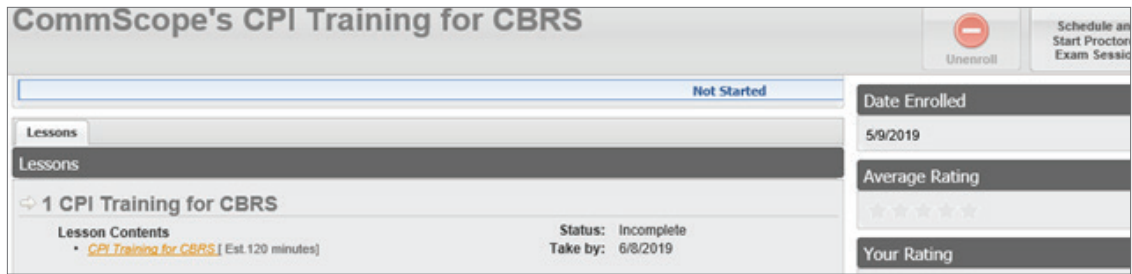 CommScope's CPI Training for CBRS
Unenroll
Schedule an
Start Proctor
Exam Sessio
Not Started
Date Enrolled
5/9/2019
Lessons
Lessons
Average Rating
1 CPI Training for CBRS
Lesson Contents
Status: Incomplete
• CPI Training for CBRS [ Est.120 minutes]
Take by: 6/8/2019
Your Rating